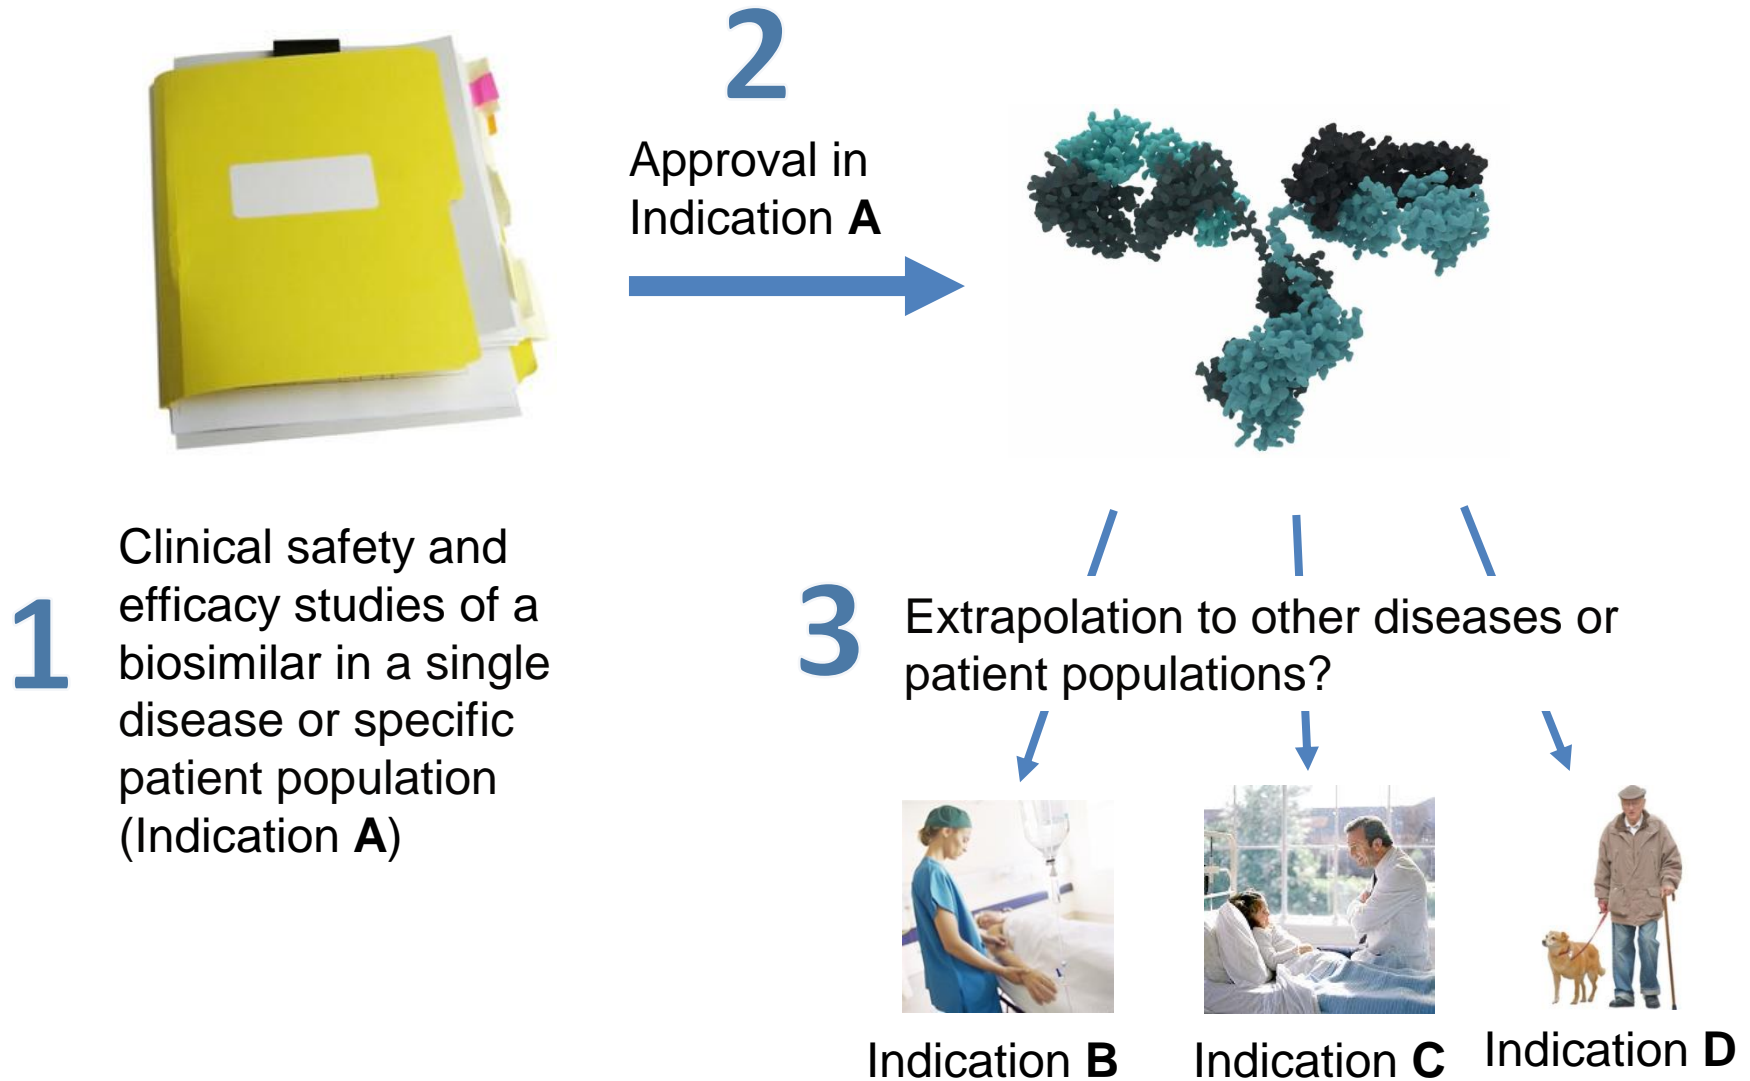 2
Approval in
Indication A
1
Clinical safety and
efficacy studies of a
biosimilar in a single
disease or specific
patient population
(Indication A)
3
Extrapolation to other diseases or
patient populations?
Indication B
Indication C
Indication D